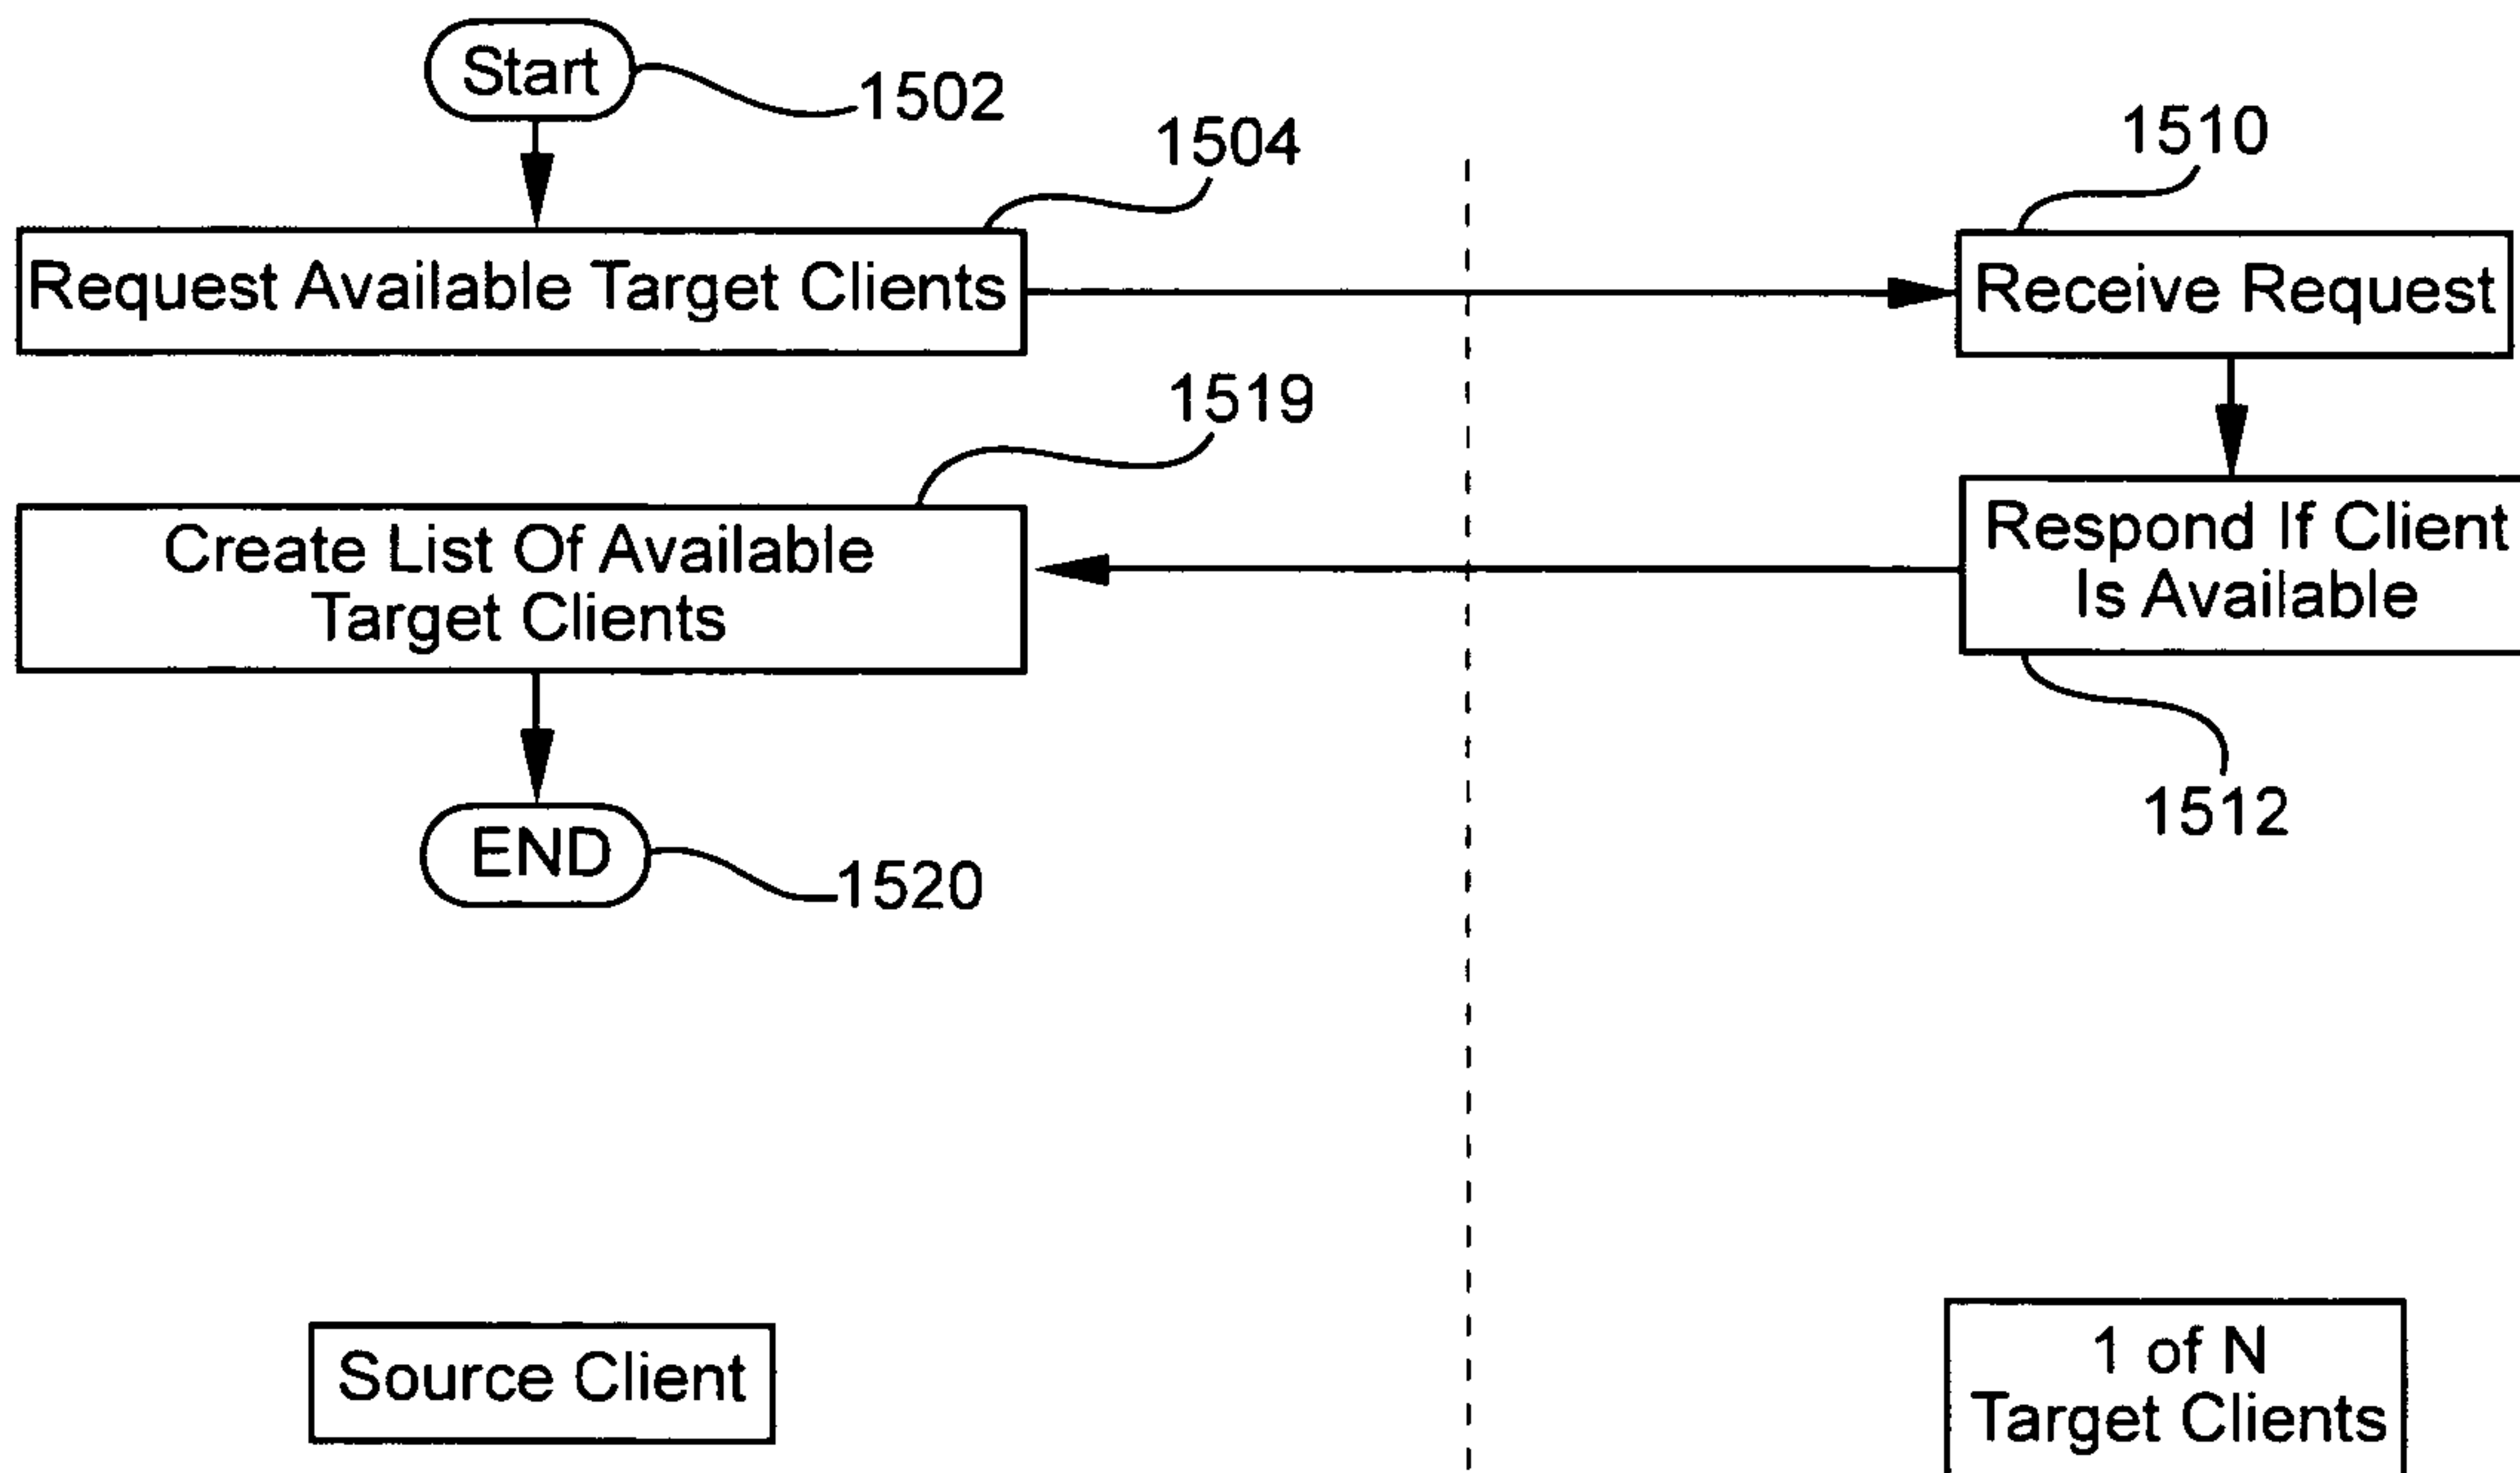 Start
1502
1504
1510
Request Available Target Clients
Receive Request
1519
Create List Of Available
Target Clients
Respond If Client
Is Available
1512
END
1520
Source Client
1 of N
Target Clients